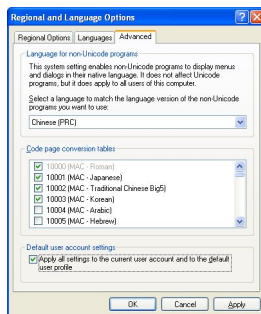 Regional and Language Options
Regional Options
Languages
Advanced
Language for non-Unicode programs
This system setting enables non-Unicode programs to display menus
and dialogs in their native language. It does not affect Unicode
programs, but it does apply to all users of this computer.
Select a language to match the language version of the non-Unicode
programs you want to use:
Chinese (PRC)
Code page conversion tables
10000 (MAC - Roman)
10001 (MAC - Japanese)
10002 (MAC - Traditional Chinese Big5)
10003 (MAC - Korean)
10004 (MAC - Arabic)
10005 (MAC - Hebrew)
Default user account settings
Apply all settings to the current user account and to the default
user profile
OK
Cancel
Apply